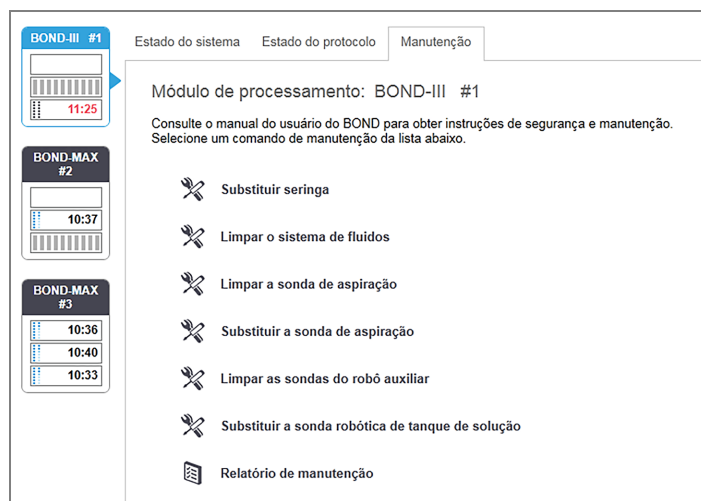 BOND-III #1
11:25
BOND-MAX
#2
10:37
BOND-MAX
#3
10:36
10:40
10:33
Estado do sistema
Estado do protocolo
Manutenção
Módulo de processamento: BOND-III #1
Consulte o manual do usuário do BOND para obter instruções de segurança e manutenção.
Selecione um comando de manutenção da lista abaixo.
Substituir seringa
Limpar o sistema de fluidos
Limpar a sonda de aspiração
Substituir a sonda de aspiração
Limpar as sondas do robô auxiliar
Substituir a sonda robótica de tanque de solução
Relatório de manutenção